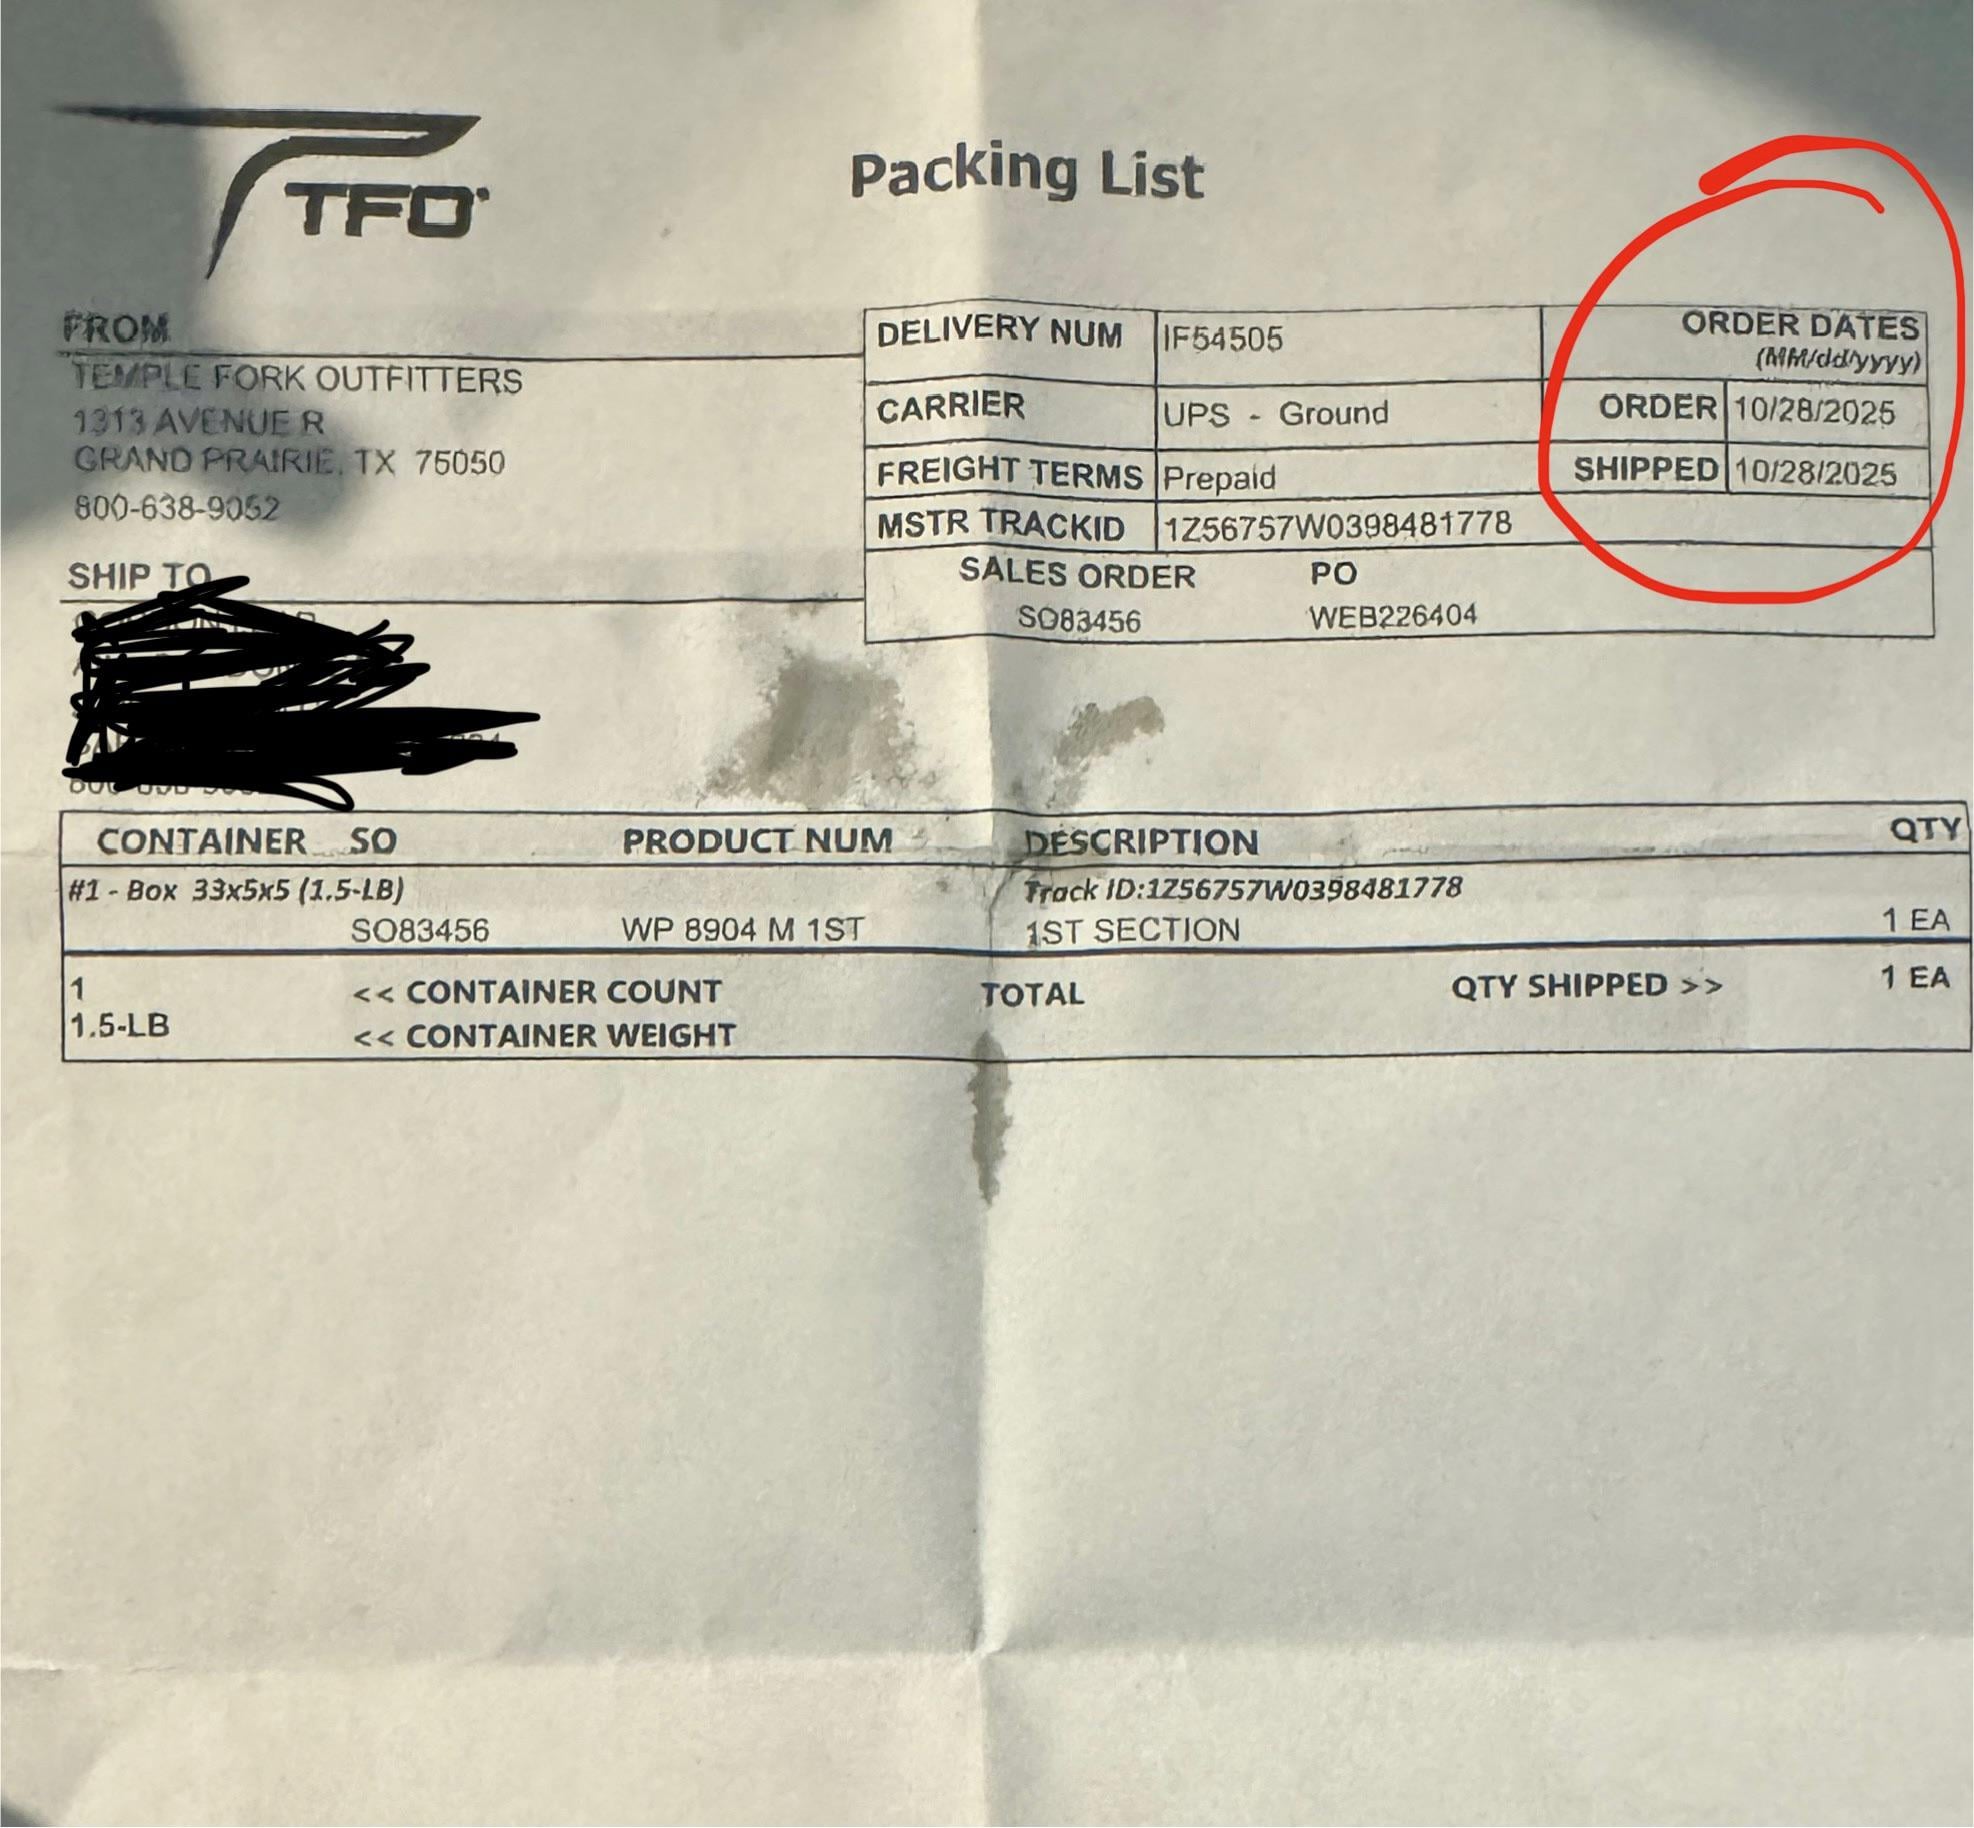 TFO
Packing List
FROM
TEMPLE FORK OUTFITTERS
1313 AVENUE R
GRAND PRAIRIE, TX 75050
800-638-9052
DELIVERY NUM IF54505
CARRIER UPS - Ground
FREIGHT TERMS Prepaid
MSTR TRACKID 1Z56757W0398481778
ORDER DATES
(MM/dd/yyyy)
ORDER 10/28/2025
SHIPPED 10/28/2025
SALES ORDER PO
SO83456 WEB226404
SHIP TO
CONTAINER SO PRODUCT NUM DESCRIPTION QTY
#1 - Box 33x5x5 (1.5-LB) Track ID:1Z56757W0398481778
SO83456 WP 8904 M 1ST 1ST SECTION 1 EA
1 << CONTAINER COUNT TOTAL QTY SHIPPED >> 1 EA
1.5-LB << CONTAINER WEIGHT